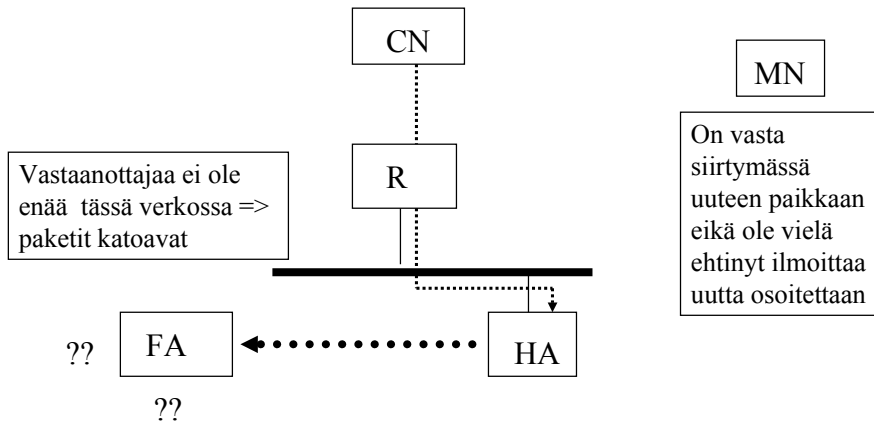 CN
MN
On vasta
siirtymässä
uuteen paikkaan
eikä ole vielä
ehtinyt ilmoittaa
uutta osoitettaan
R
Vastaanottajaa ei ole
enää tässä verkossa =>
paketit katoavat
??
FA
HA
??